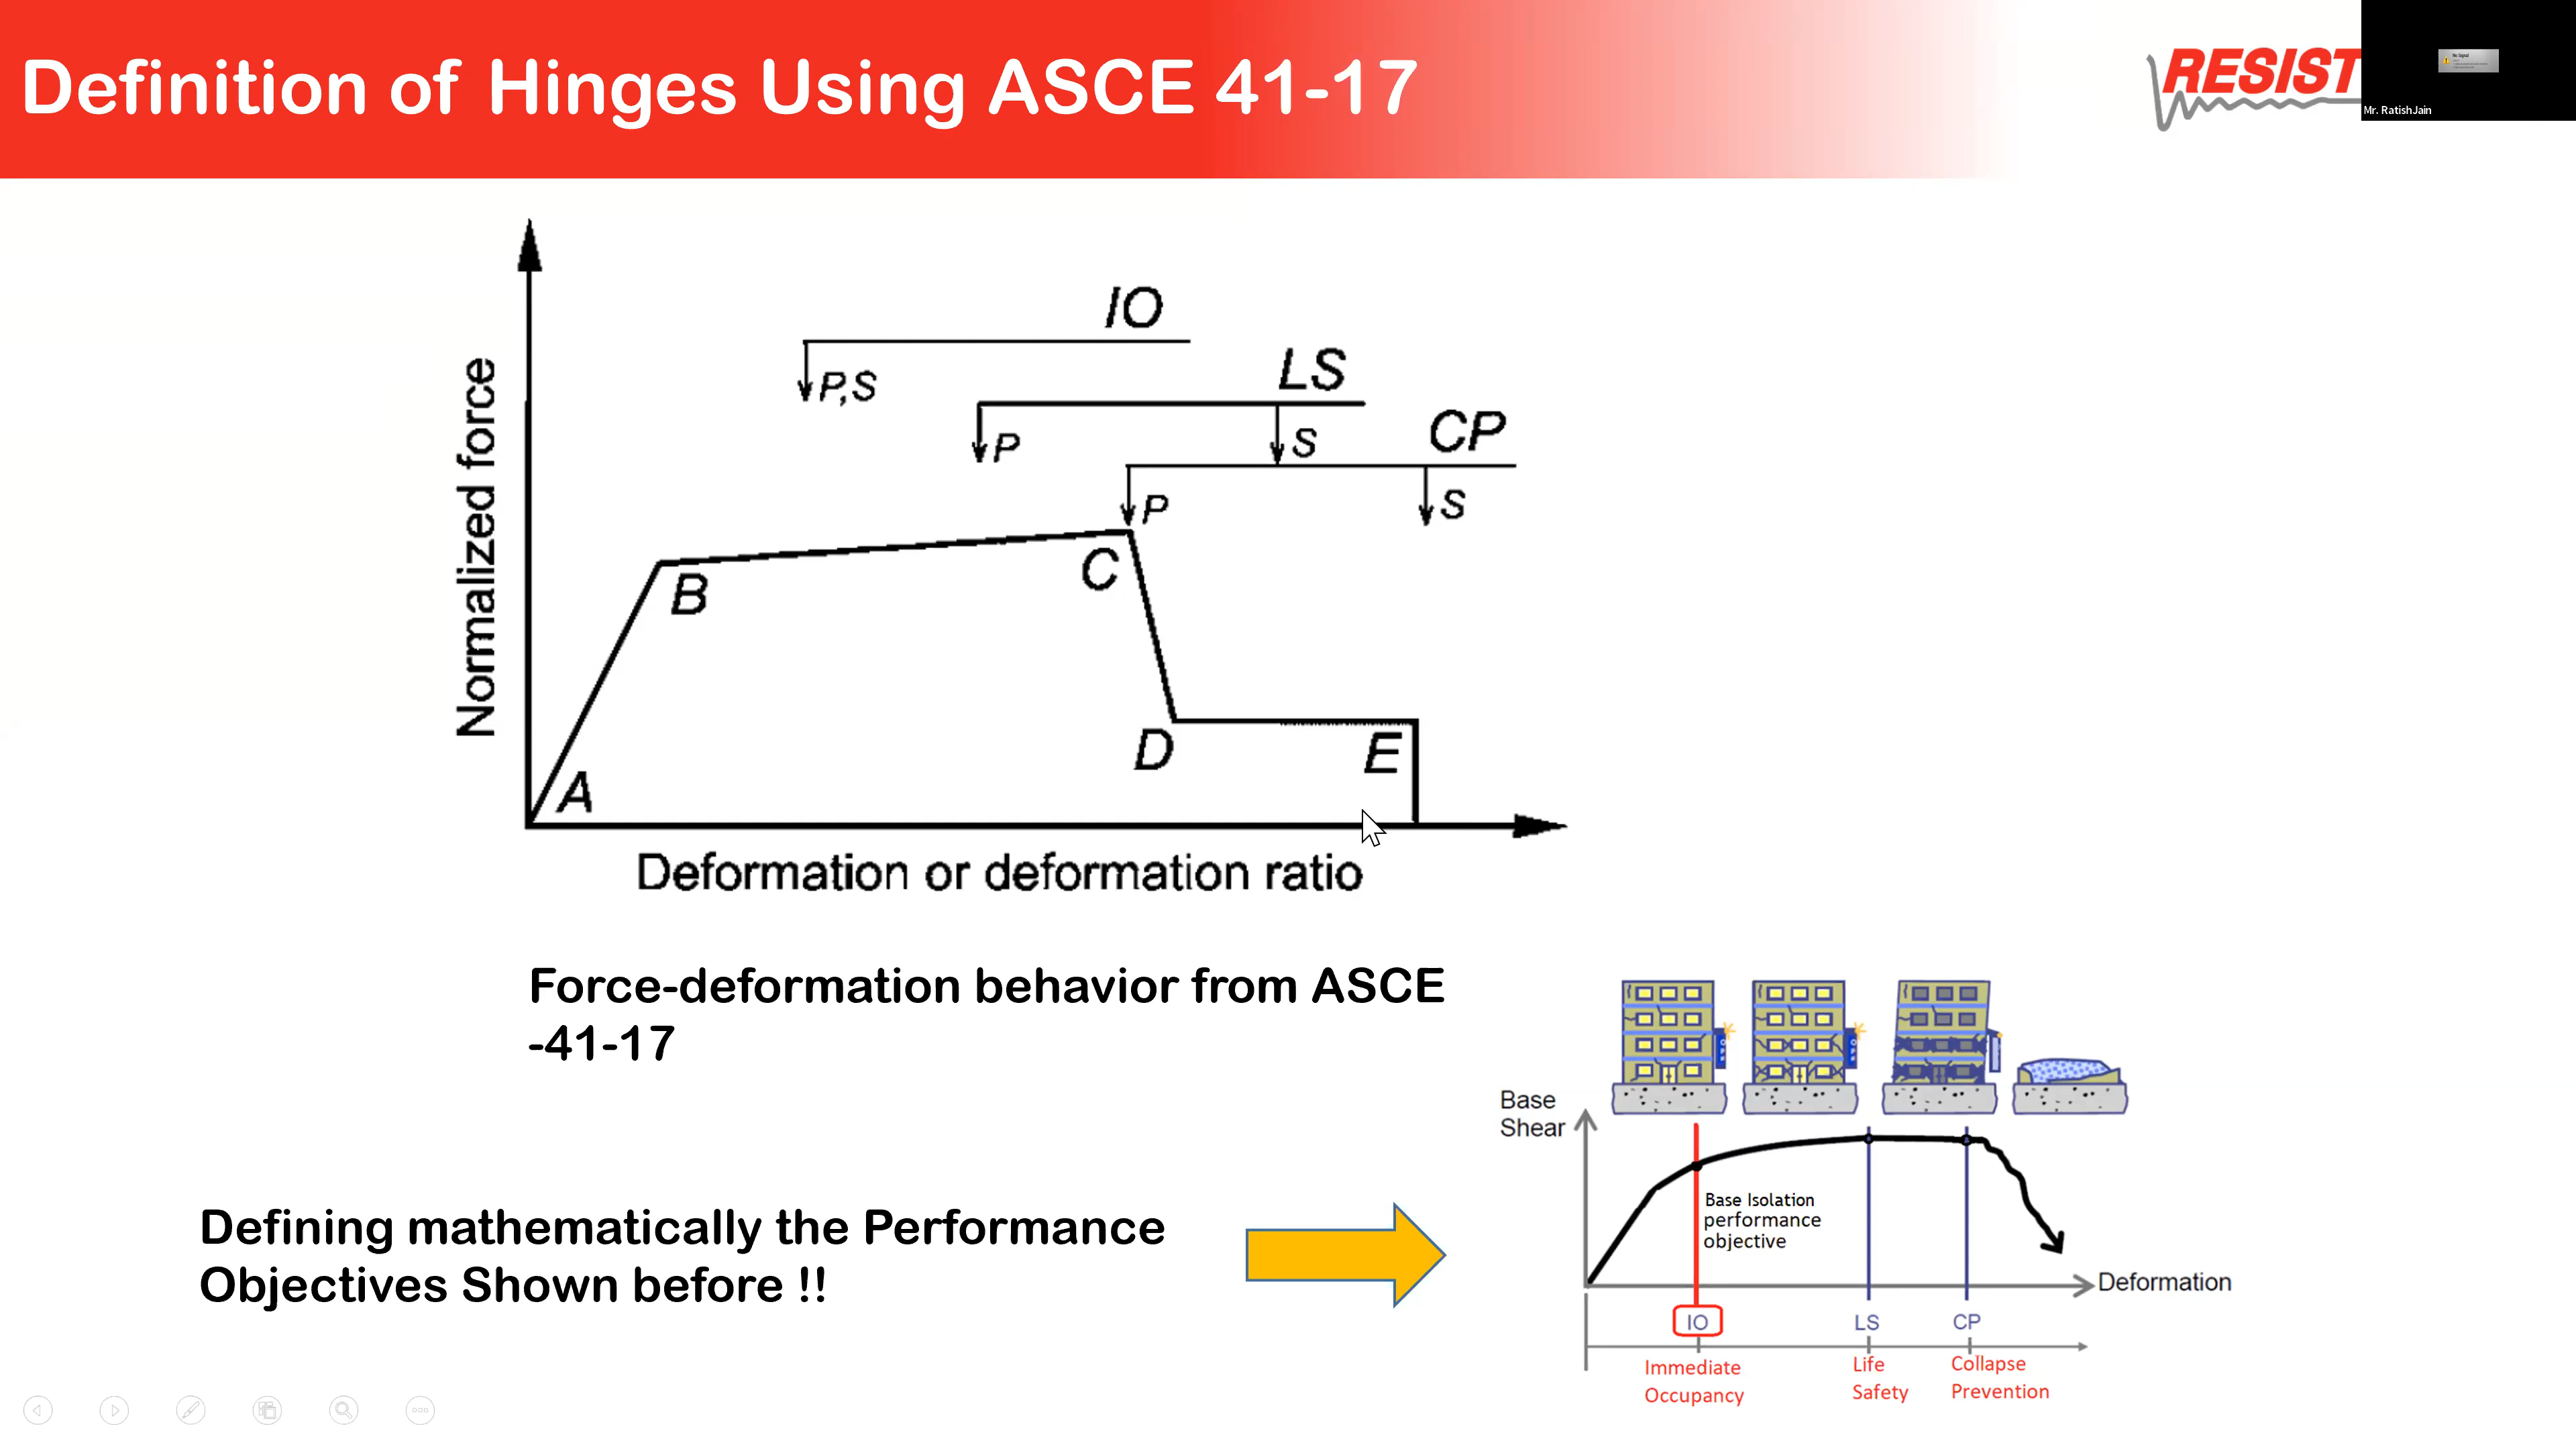 Definition of Hinges Using ASCE 41-17
RESIST
Mr. RatishJain
Normalized force
IO
P,S
LS
P
S
CP
P
S
B
C
A
D
E
Deformation or deformation ratio
Force-deformation behavior from ASCE
-41-17
Defining mathematically the Performance
Objectives Shown before !!
Base
Shear
Base Isolation
performance
objective
Deformation
IO
LS
CP
Immediate
Occupancy
Life
Safety
Collapse
Prevention